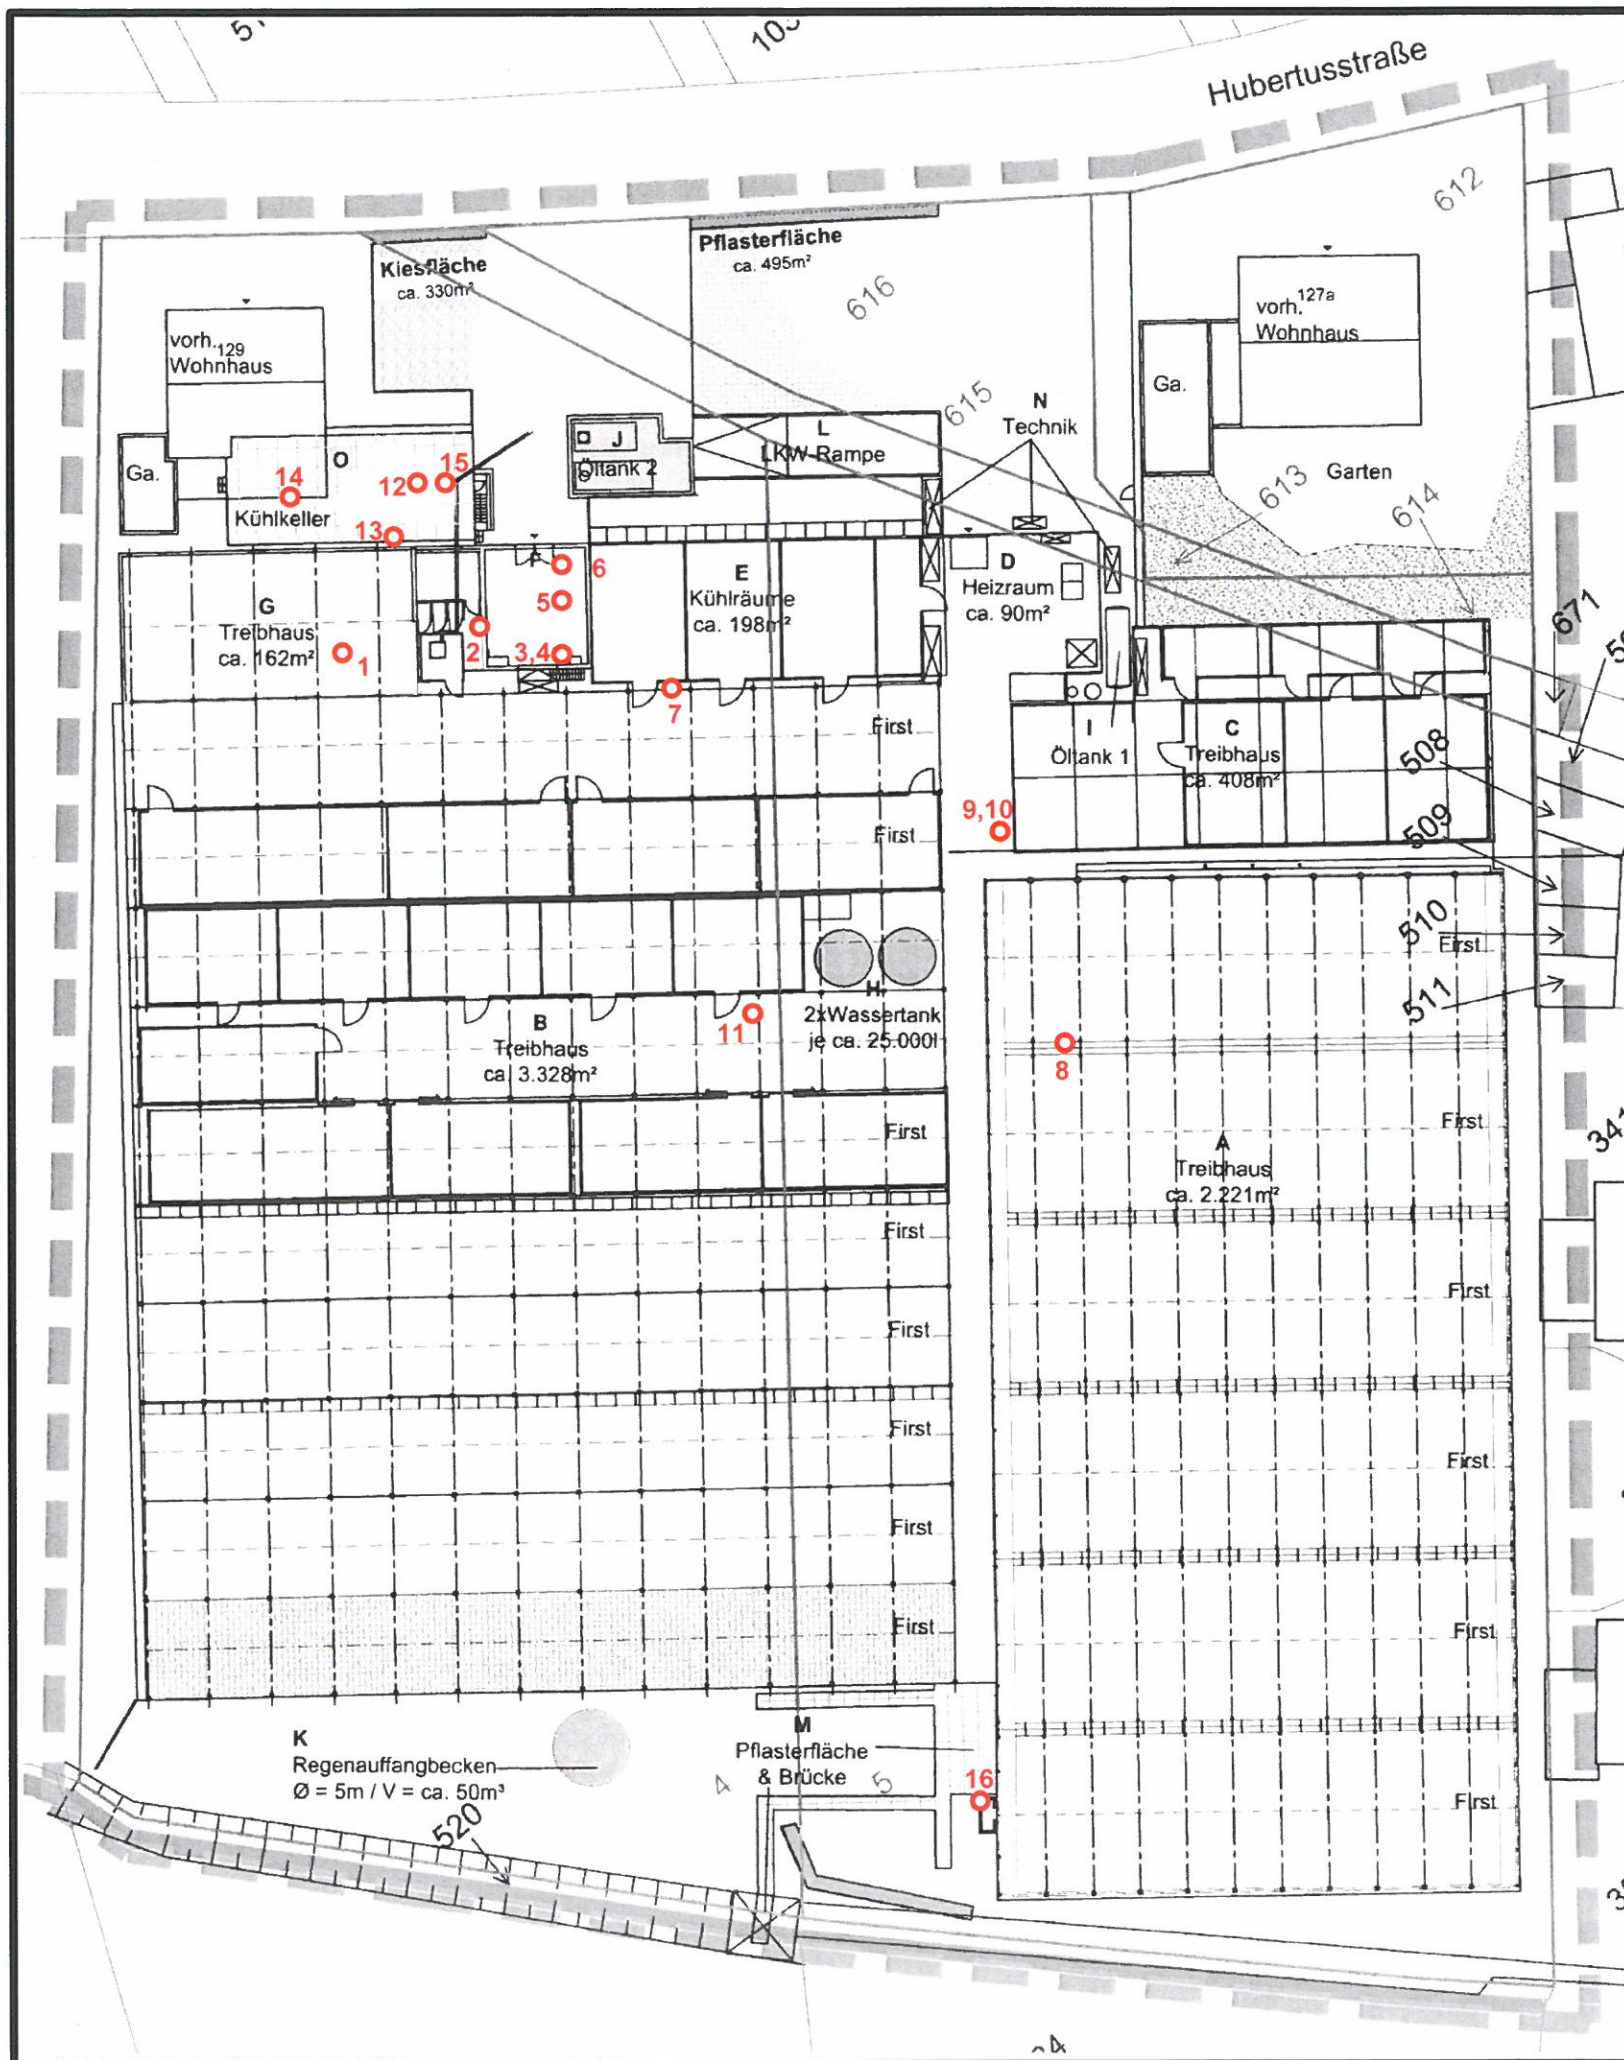 Hubertusstraße
612
Kiesfläche
ca. 330m²
Pflasterfläche
ca. 495m²
616
vorh.
129
Wohnhaus
vorh.
127a
Wohnhaus
Ga.
615
N
Technik
L
LKW-Rampe
J
Öltank 2
O
Ga.
14
12
15
Kühlkeller
13
Garten
613
614
F
6
5
3,4
2
G
Treibhaus
ca. 162m²
1
E
Kühlräume
ca. 198m²
D
Heizraum
ca. 90m²
7
671
First
I
Öltank 1
C
Treibhaus
ca. 408m²
508
509
9,10
First
510
First
511
H
2xWassertank
je ca. 25.000l
11
B
Treibhaus
ca. 3.328m²
8
First
First
A
Treibhaus
ca. 2.221m²
First
First
First
First
First
First
First
First
K
Regenauffangbecken
Ø = 5m / V = ca. 50m³
M
Pflasterfläche
& Brücke
4
5
16
First
520